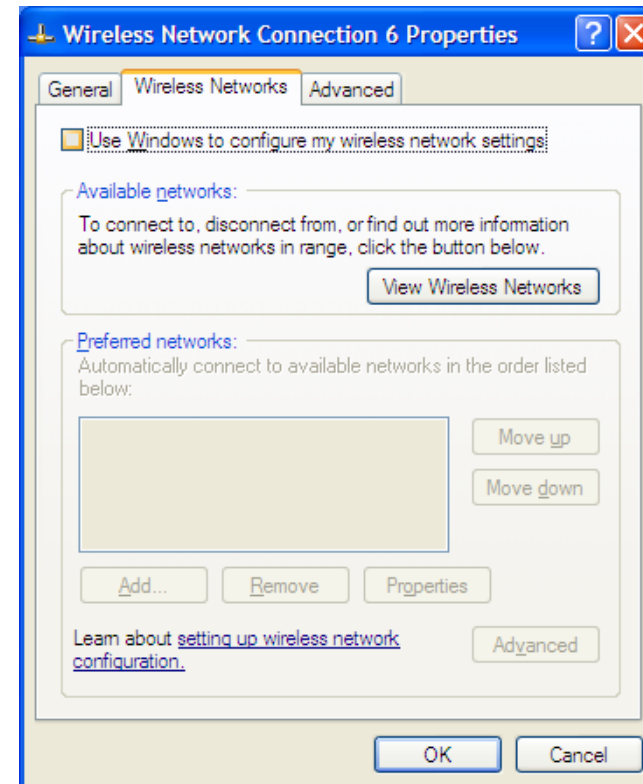 Wireless Network Connection 6 Properties
General
Wireless Networks
Advanced
Use Windows to configure my wireless network settings
Available networks:
To connect to, disconnect from, or find out more information
about wireless networks in range, click the button below.
View Wireless Networks
Preferred networks:
Automatically connect to available networks in the order listed
below:
Move up
Move down
Add...
Remove
Properties
Learn about setting up wireless network
configuration.
Advanced
OK
Cancel